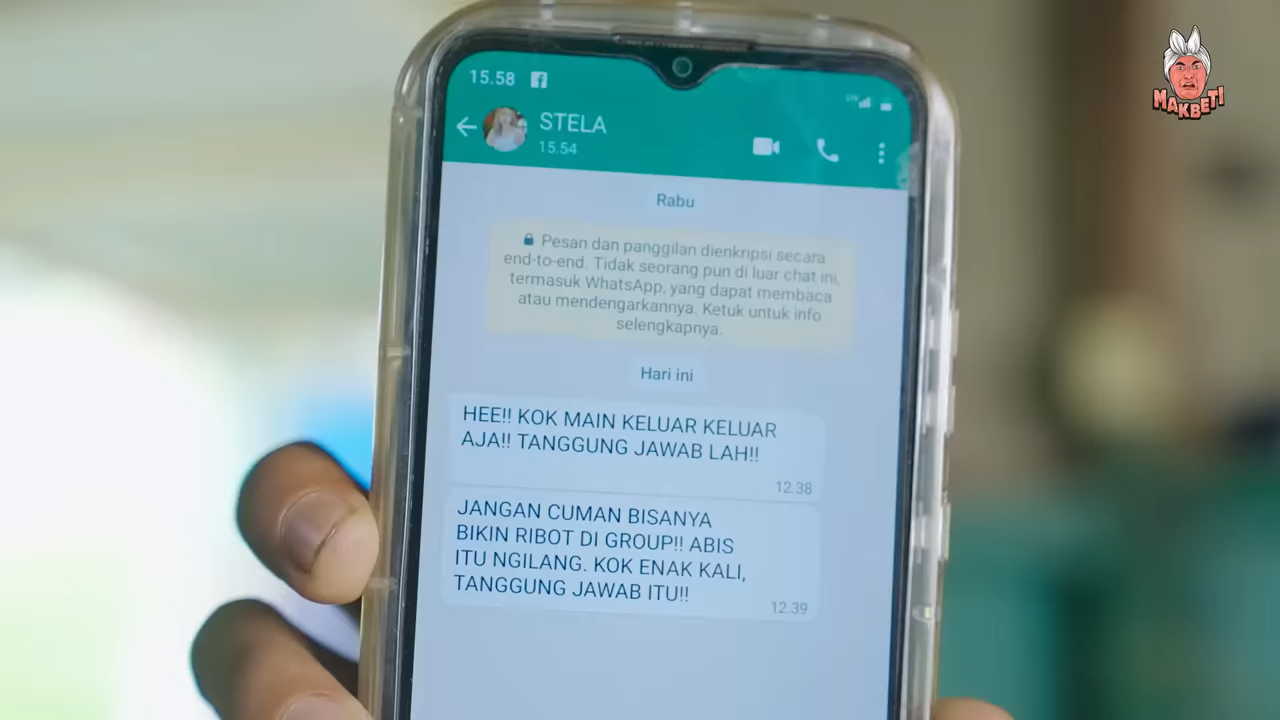 15.58
MAKBETI
STELA
15.54
Rabu
Pesan dan panggilan dienkripsi secara
end-to-end. Tidak seorang pun di luar chat ini,
termasuk WhatsApp, yang dapat membaca
atau mendengarkannya. Ketuk untuk info
selengkapnya.
Hari ini
HEE!! KOK MAIN KELUAR KELUAR
AJA!! TANGGUNG JAWAB LAH!!
12.38
JANGAN CUMAN BISANYA
BIKIN RIBOT DI GROUP!! ABIS
ITU NGILANG. KOK ENAK KALI,
TANGGUNG JAWAB ITU!!
12.39